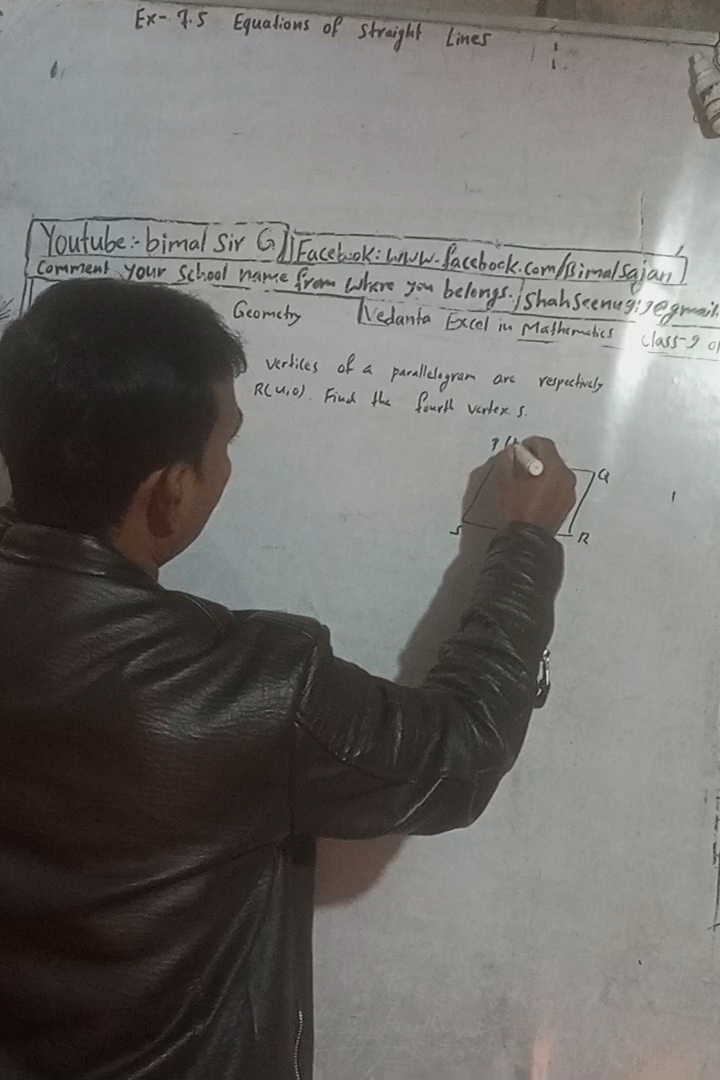 Ex- 7.5 Equations of Straight Lines
Youtube:- bimal Sir G
Facebook: www.facebook.com/Bimalsajan
Comment your School name from where you belongs.
Geometry
Vedanta Excel in Mathematics class-9
vertices of a parallelogram are respectively
R(4,0). Find the fourth vertex S.
P(
Q
S
R